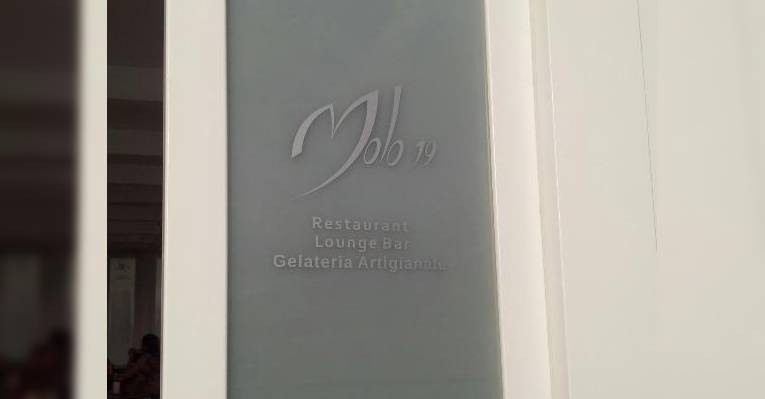 Molo 19
Restaurant
Lounge Bar
Gelateria Artigianale